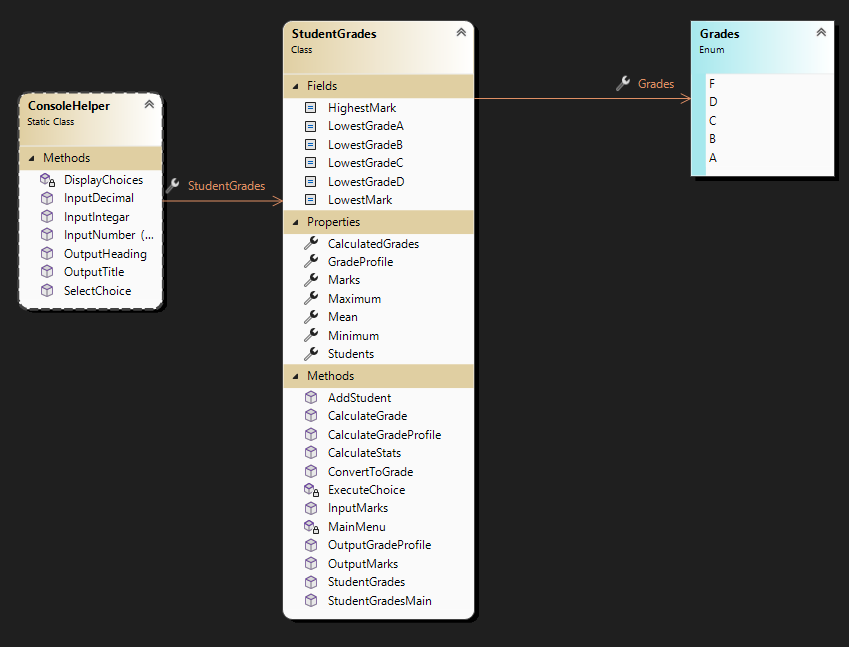 ConsoleHelper
Static Class
Methods
DisplayChoices
InputDecimal
InputIntegar
InputNumber (...
OutputHeading
OutputTitle
SelectChoice
StudentGrades
StudentGrades
Class
Fields
HighestMark
LowestGradeA
LowestGradeB
LowestGradeC
LowestGradeD
LowestMark
Properties
CalculatedGrades
GradeProfile
Marks
Maximum
Mean
Minimum
Students
Methods
AddStudent
CalculateGrade
CalculateGradeProfile
CalculateStats
ConvertToGrade
ExecuteChoice
InputMarks
MainMenu
OutputGradeProfile
OutputMarks
StudentGrades
StudentGradesMain
Grades
Grades
Enum
F
D
C
B
A